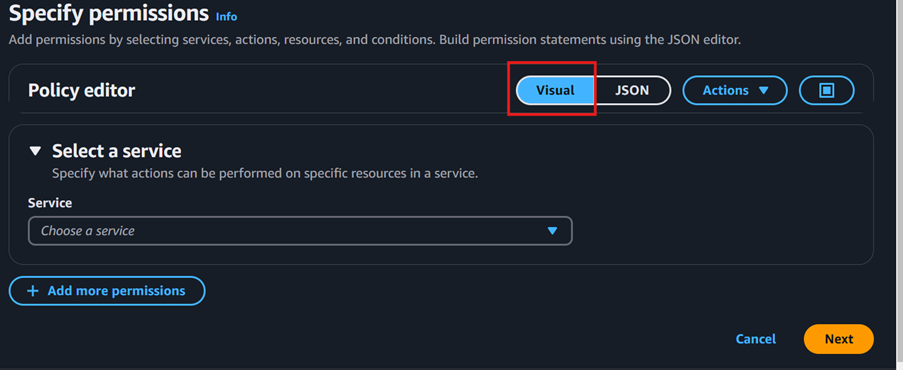 Specify permissions Info
Add permissions by selecting services, actions, resources, and conditions. Build permission statements using the JSON editor.
Policy editor
Visual JSON Actions
Select a service
Specify what actions can be performed on specific resources in a service.
Service
Choose a service
+ Add more permissions
Cancel Next